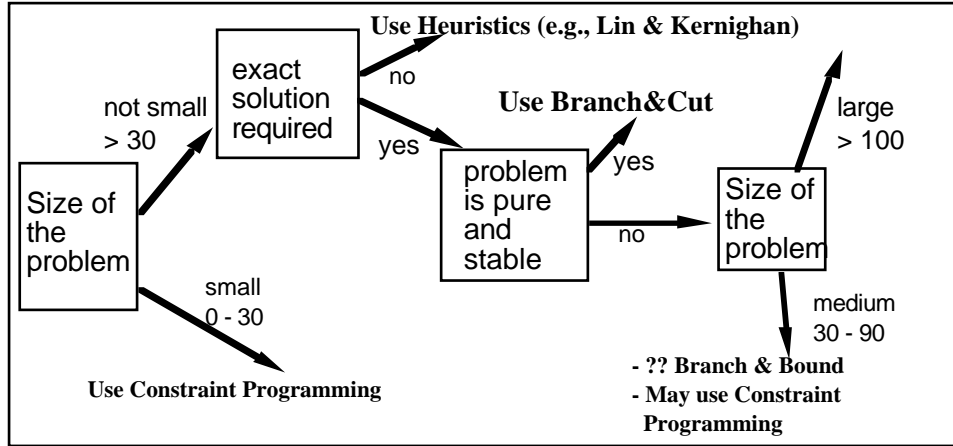 Use Heuristics (e.g., Lin & Kernighan)
exact
solution
required
no
yes
not small
> 30
Size of
the
problem
small
0 - 30
Use Constraint Programming
Use Branch&Cut
problem
is pure
and
stable
yes
no
large
> 100
Size of
the
problem
medium
30 - 90
- ?? Branch & Bound
- May use Constraint
Programming